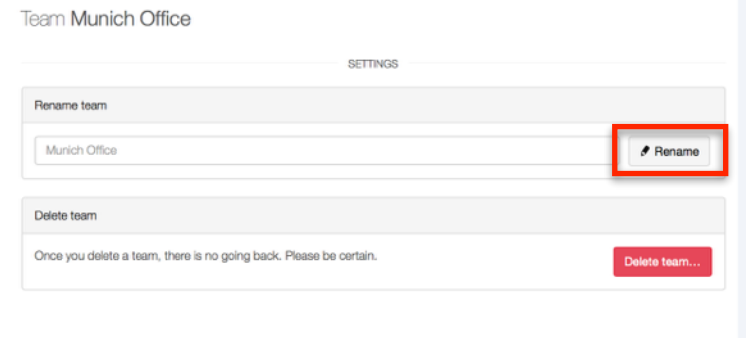 Team Munich Office
SETTINGS
Rename team
Munich Office
Rename
Delete team
Once you delete a team, there is no going back. Please be certain.
Delete team...